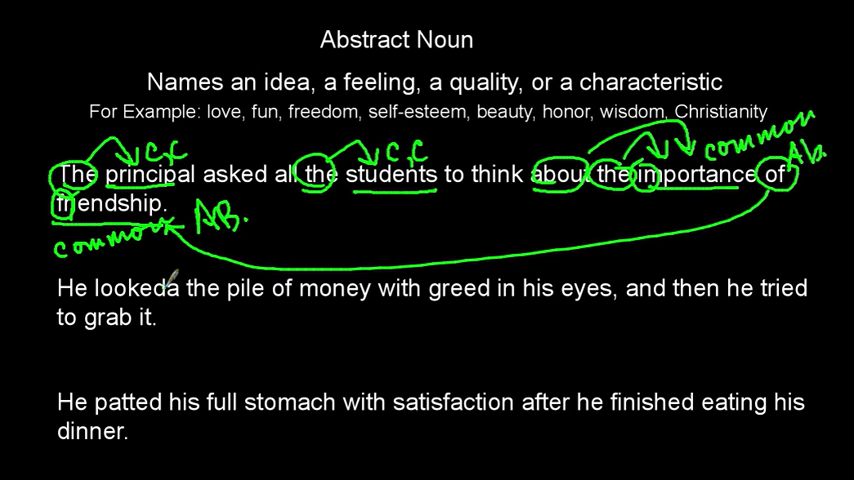 Abstract Noun
Names an idea, a feeling, a quality, or a characteristic
For Example: love, fun, freedom, self-esteem, beauty, honor, wisdom, Christianity
common
C,C
C,C
Ab.
The principal asked all the students to think about the importance of
friendship.
AB.
common
He lookeda the pile of money with greed in his eyes, and then he tried
to grab it.
He patted his full stomach with satisfaction after he finished eating his
dinner.